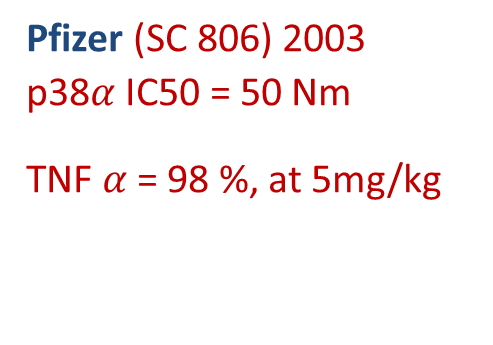 Pfizer (SC 806) 2003
p38α IC50 = 50 Nm
TNF α = 98 %, at 5mg/kg